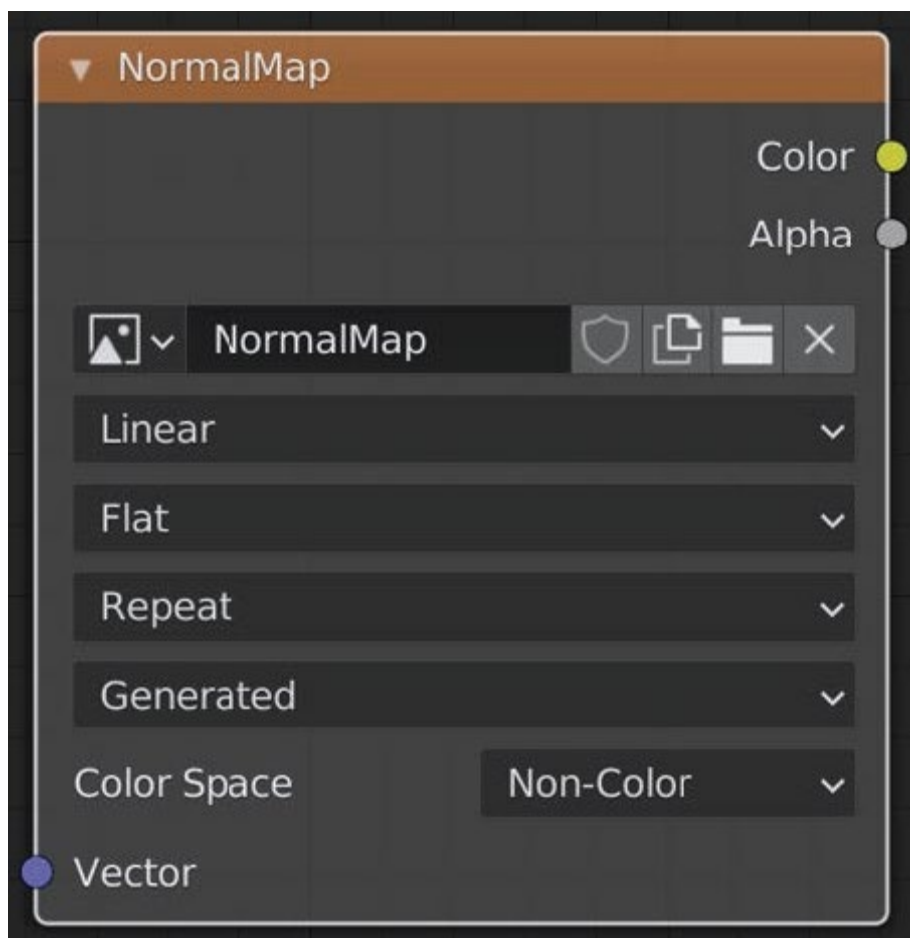 NormalMap
Color
Alpha
NormalMap
Linear
Flat
Repeat
Generated
Color Space Non-Color
Vector